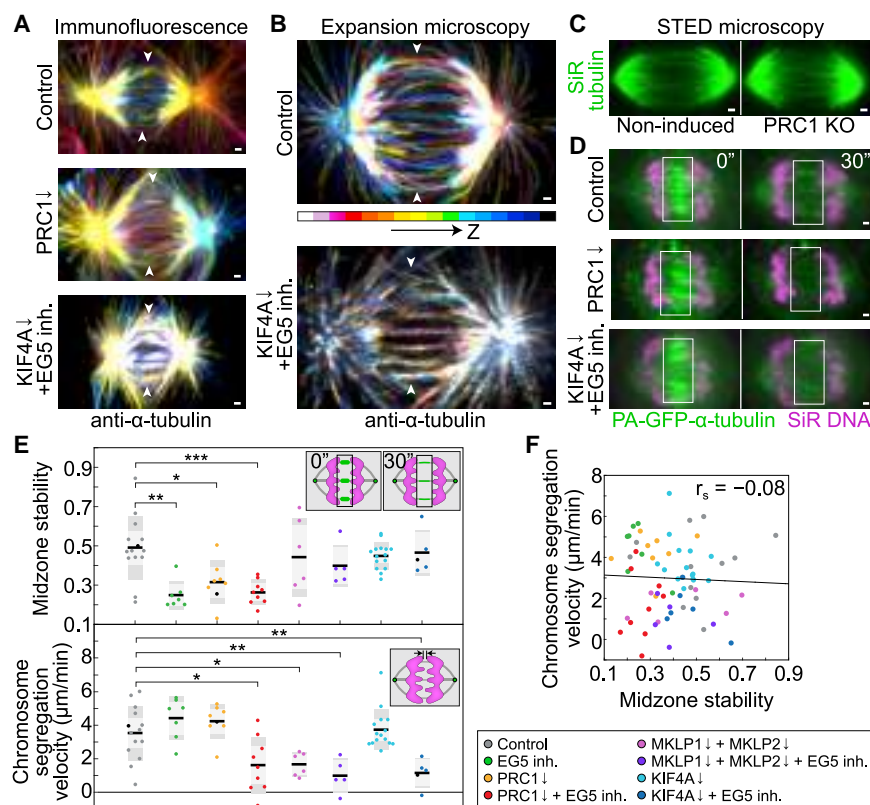 A Immunofluorescence
Control
PRC1↓
KIF4A↓
+EG5 inh.
anti-α-tubulin
B Expansion microscopy
Control
Z
KIF4A↓
+EG5 inh.
anti-α-tubulin
C STED microscopy
SiR
tubulin
Non-induced PRC1 KO
D
Control
0” 30”
PRC1↓
KIF4A↓
+EG5 inh.
PA-GFP-α-tubulin SiR DNA
E
Midzone stability
0.9
0.7
0.5
0.3
0.1
***
*
**
0” 30”
Chromosome
segregation
velocity (μm/min)
8
6
4
2
0
**
**
*
*
F
Chromosome segregation
velocity (μm/min)
8
6
4
2
0
−2
rs = −0.08
0.1 0.3 0.5 0.7 0.9
Midzone stability
Control
EG5 inh.
PRC1↓
PRC1↓ + EG5 inh.
MKLP1↓ + MKLP2↓
MKLP1↓ + MKLP2↓ + EG5 inh.
KIF4A↓
KIF4A↓ + EG5 inh.